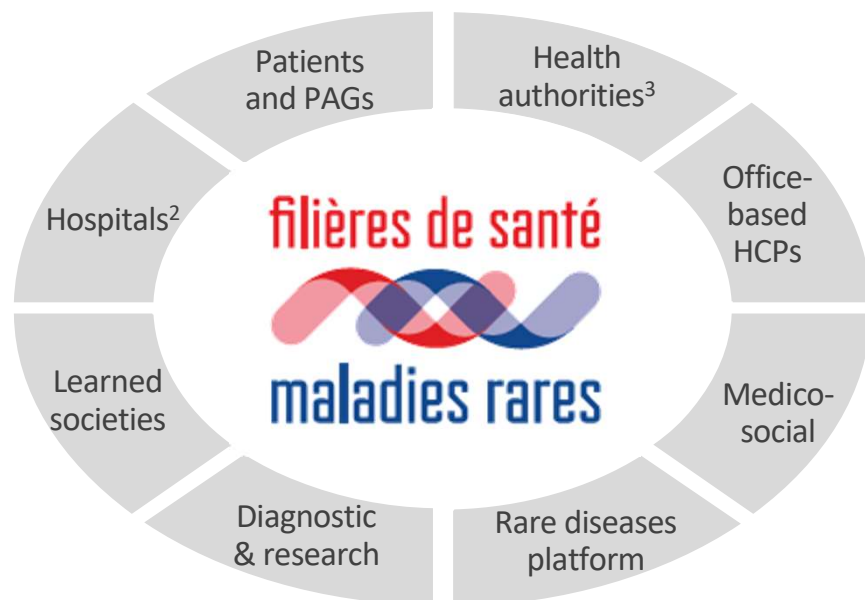 Patients
and PAGs
Health
authorities³
Office-
based
HCPs
Medico-
social
Rare diseases
platform
Diagnostic
& research
Learned
societies
Hospitals²
filières de santé
maladies rares